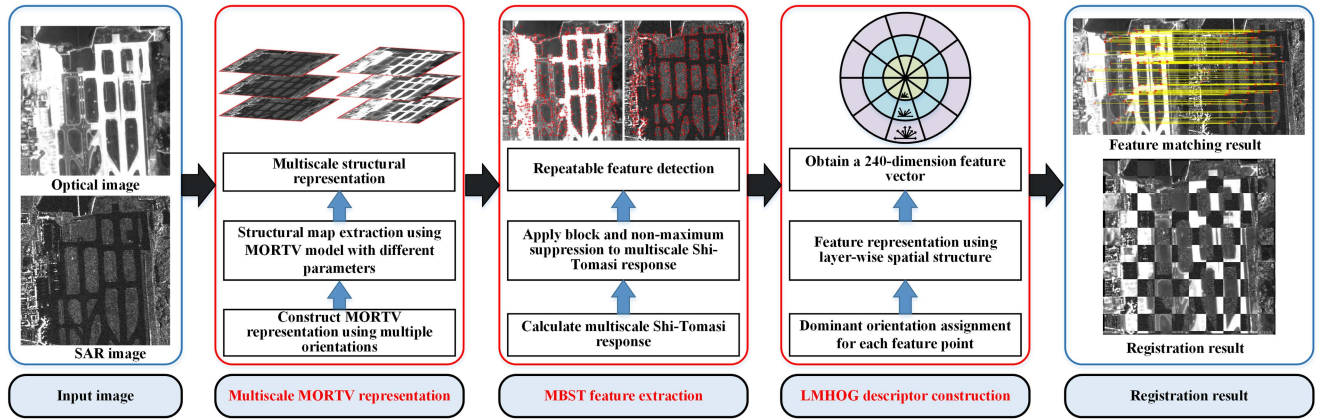 Optical image
SAR image
Input image
Multiscale structural
representation
Structural map extraction using
MORTV model with different
parameters
Construct MORTV
representation using multiple
orientations
Multiscale MORTV representation
Repeatable feature detection
Apply block and non-maximum
suppression to multiscale Shi-
Tomasi response
Calculate multiscale Shi-Tomasi
response
MBST feature extraction
Obtain a 240-dimension feature
vector
Feature representation using
layer-wise spatial structure
Dominant orientation assignment
for each feature point
LMHOG descriptor construction
Feature matching result
Registration result
Registration result